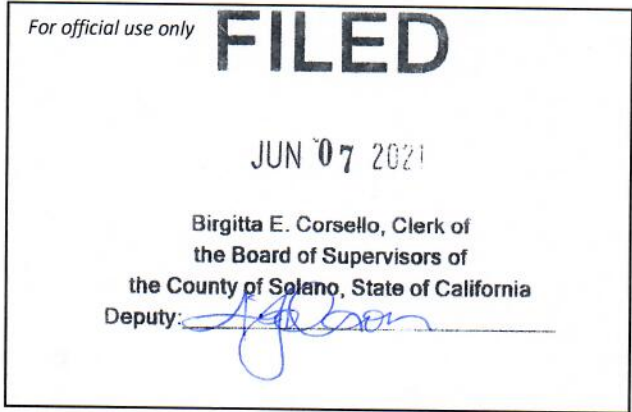 For official use only
FILED
JUN 07 2021
Birgitta E. Corsello, Clerk of
the Board of Supervisors of
the County of Solano, State of California
Deputy: